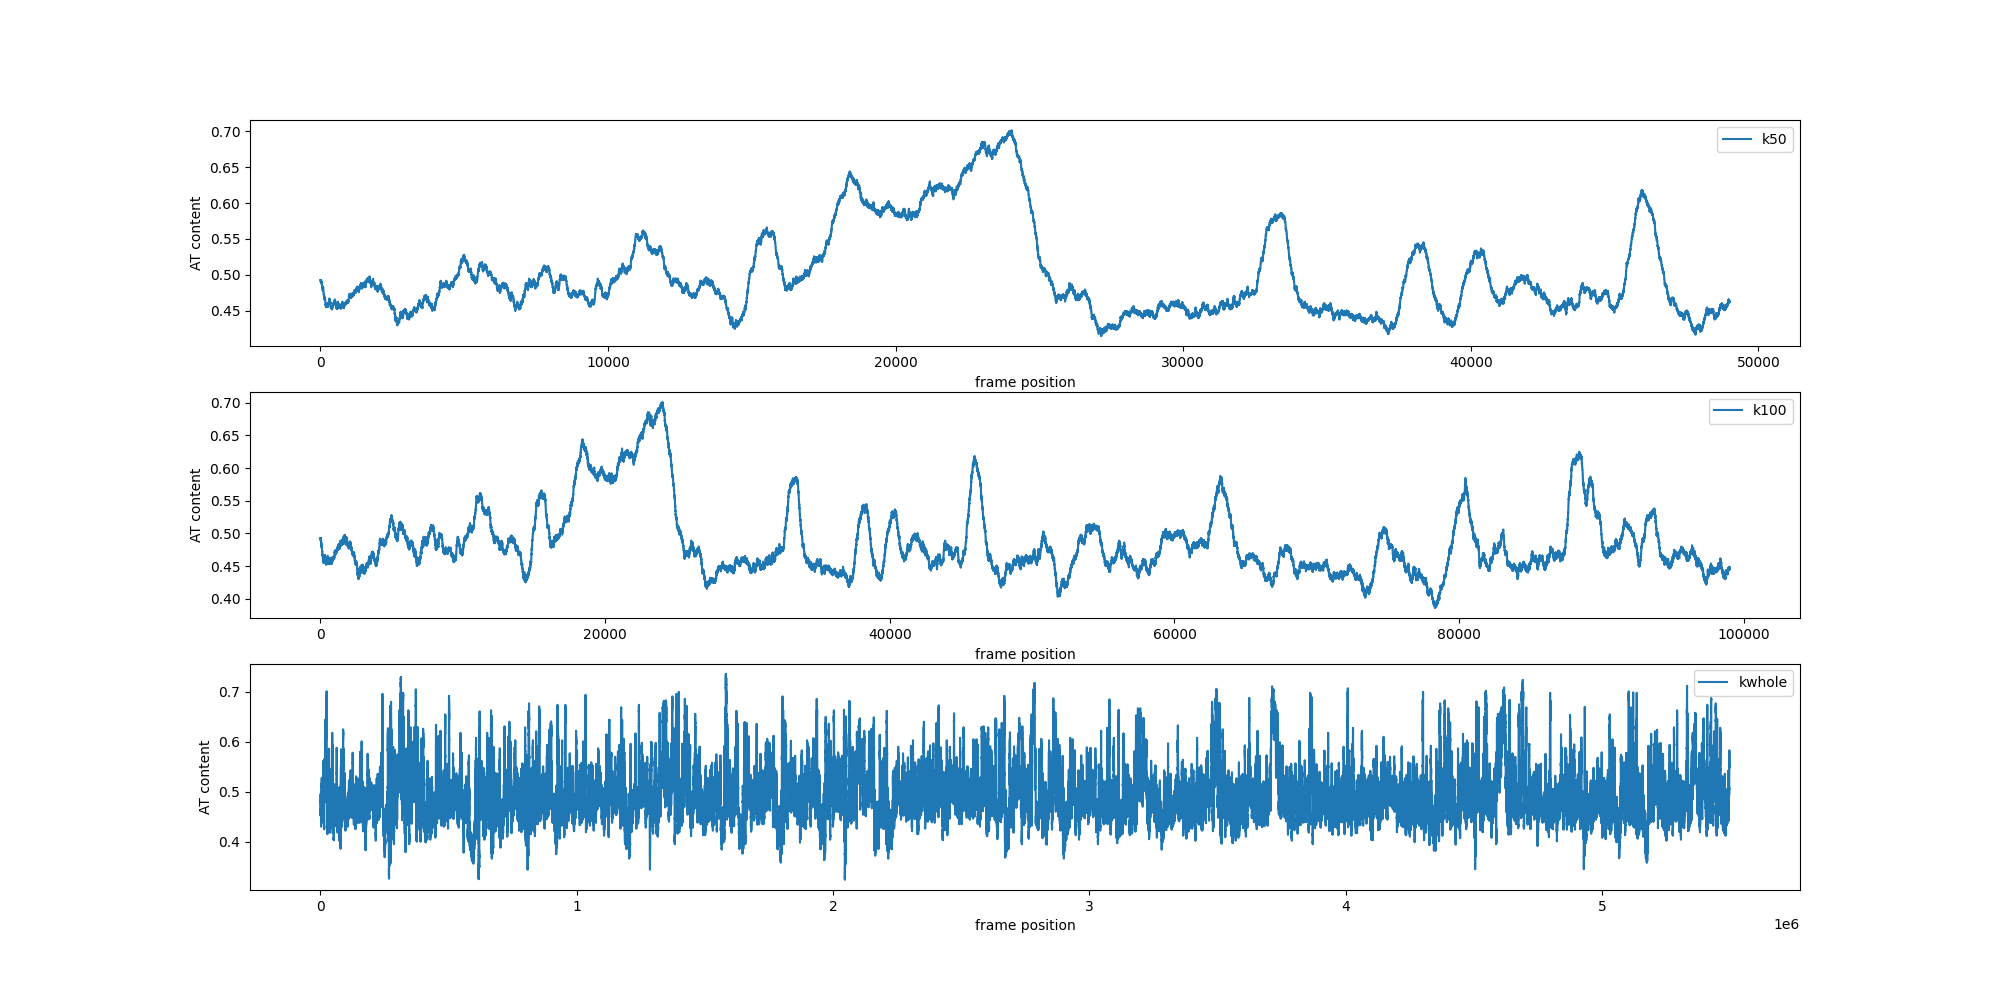 0.70
0.65
0.60
0.55
0.50
0.45
AT content
k50
0 10000 20000 30000 40000 50000
frame position
0.70
0.65
0.60
0.55
0.50
0.45
0.40
AT content
k100
0 20000 40000 60000 80000 100000
frame position
0.7
0.6
0.5
0.4
AT content
kwhole
0 1 2 3 4 5
frame position
1e6